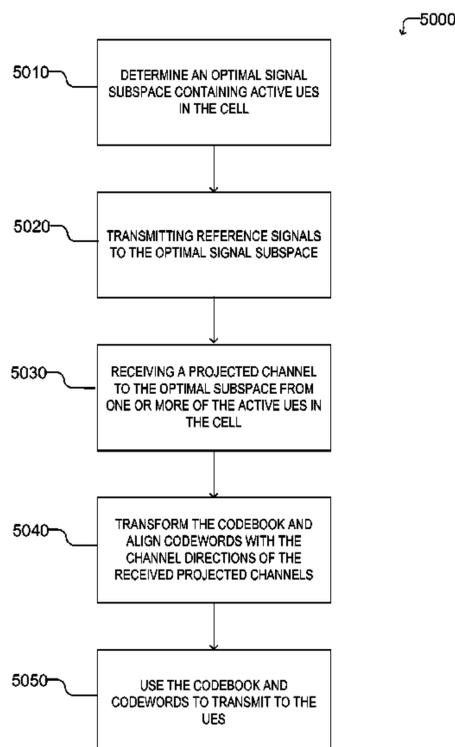 5000
5010
DETERMINE AN OPTIMAL SIGNAL
SUBSPACE CONTAINING ACTIVE UES
IN THE CELL
5020
TRANSMITTING REFERENCE SIGNALS
TO THE OPTIMAL SIGNAL SUBSPACE
5030
RECEIVING A PROJECTED CHANNEL
TO THE OPTIMAL SUBSPACE FROM
ONE OR MORE OF THE ACTIVE UES IN
THE CELL
5040
TRANSFORM THE CODEBOOK AND
ALIGN CODEWORDS WITH THE
CHANNEL DIRECTIONS OF THE
RECEIVED PROJECTED CHANNELS
5050
USE THE CODEBOOK AND
CODEWORDS TO TRANSMIT TO THE
UES